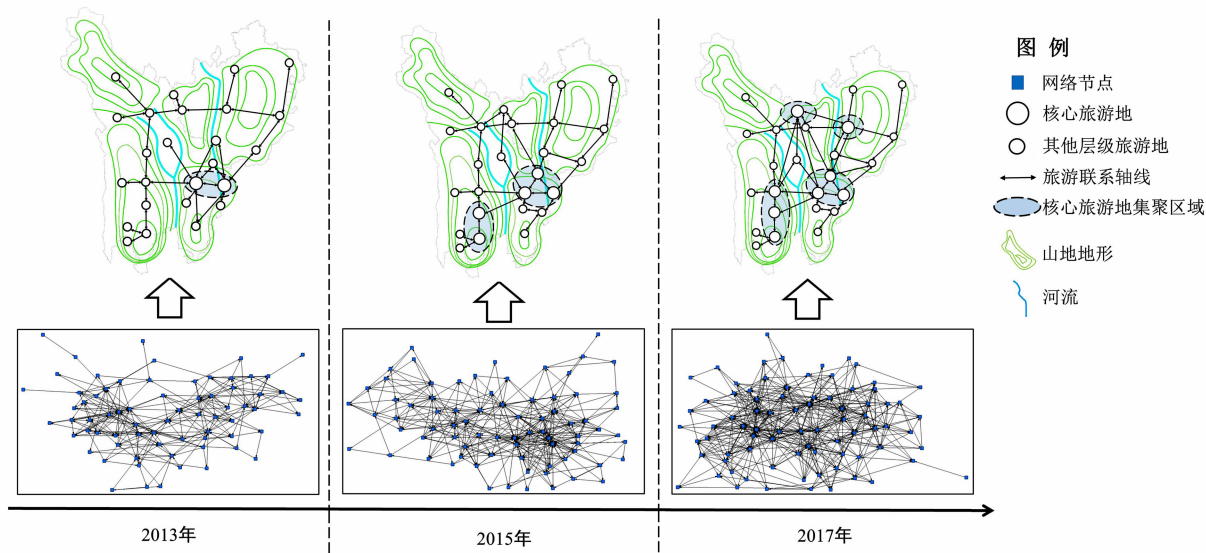 图 例
网络节点
核心旅游地
其他层级旅游地
旅游联系轴线
核心旅游地集聚区域
山地地形
河流
2013年
2015年
2017年